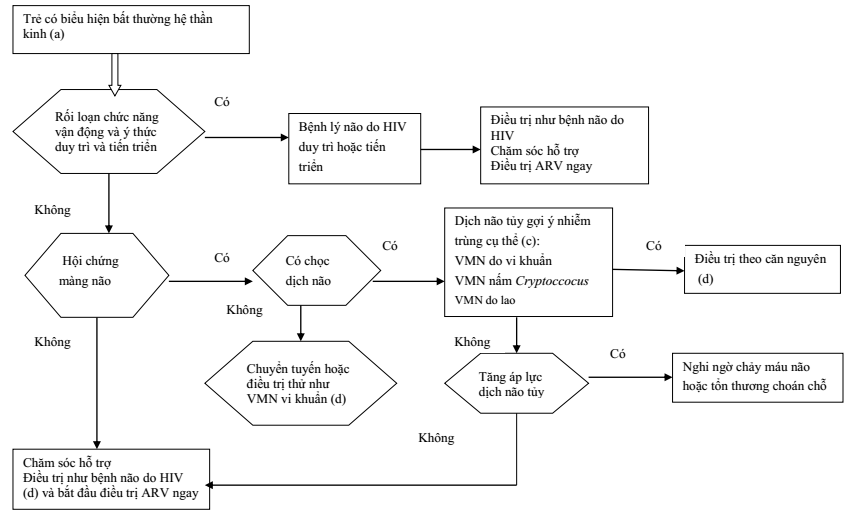 Trẻ có biểu hiện bất thường hệ thần
kinh (a)
Rối loạn chức năng
vận động và ý thức
duy trì và tiến triển
Có
Bệnh lý não do HIV
duy trì hoặc tiến
triển
Điều trị như bệnh não do
HIV
Chăm sóc hỗ trợ
Điều trị ARV ngay
Không
Hội chứng
màng não
Có
Có chọc
dịch não
Có
Dịch não tủy gợi ý nhiễm
trùng cụ thể (c):
VMN do vi khuẩn
VMN nấm Cryptoccocus
VMN do lao
Có
Điều trị theo căn nguyên
(d)
Không
Không
Chuyển tuyến hoặc
điều trị thử như
VMN vi khuẩn (d)
Không
Tăng áp lực
dịch não tủy
Có
Nghi ngờ chảy máu não
hoặc tổn thương choán chỗ
Không
Chăm sóc hỗ trợ
Điều trị như bệnh não do HIV
(d) và bắt đầu điều trị ARV ngay